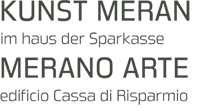 KUNST MERAN
im haus der Sparkasse
MERANO ARTE
edificio Cassa di Risparmio